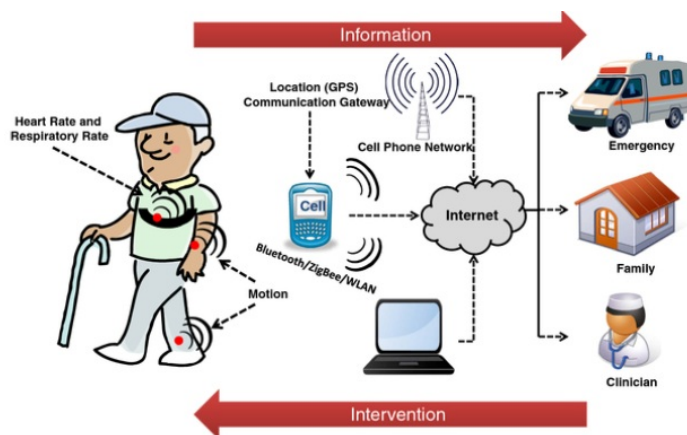 Information
Location (GPS)
Communication Gateway
Heart Rate and
Respiratory Rate
Cell Phone Network
Emergency
Cell
Internet
Bluetooth/ZigBee/WLAN
Family
Motion
Clinician
Intervention